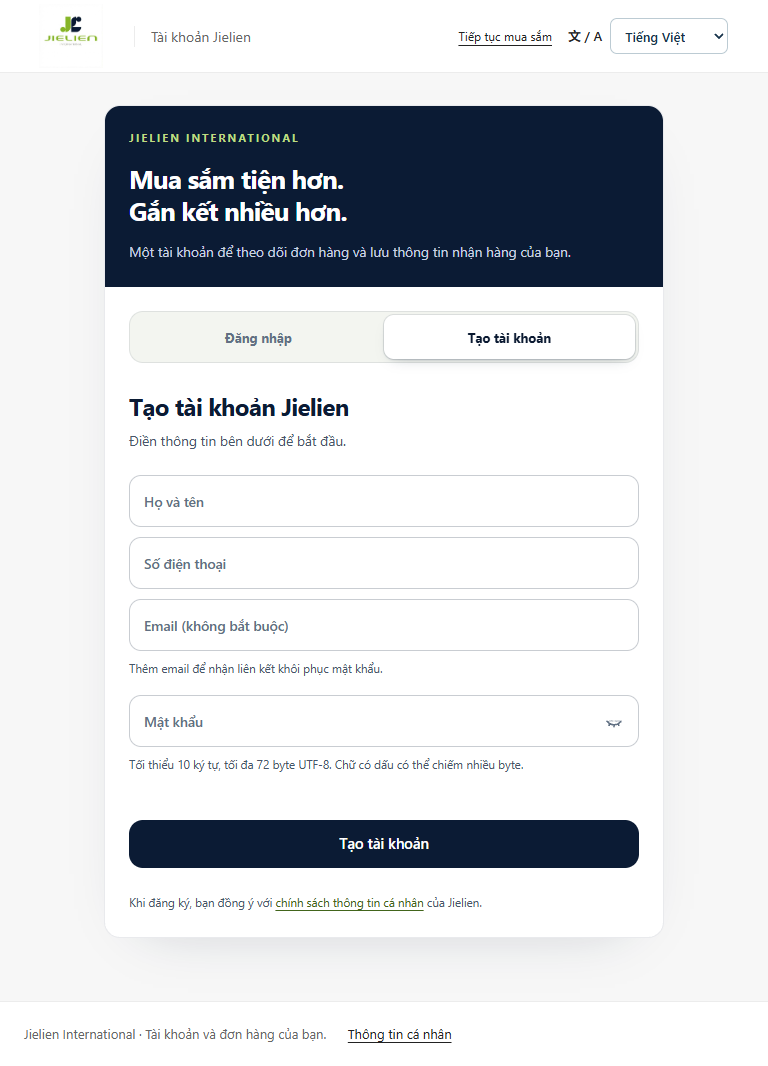 JIELIEN
Tài khoản Jielien
Tiếp tục mua sắm
文 / A
Tiếng Việt
JIELIEN INTERNATIONAL
Mua sắm tiện hơn.
Gắn kết nhiều hơn.
Một tài khoản để theo dõi đơn hàng và lưu thông tin nhận hàng của bạn.
Đăng nhập
Tạo tài khoản
Tạo tài khoản Jielien
Điền thông tin bên dưới để bắt đầu.
Họ và tên
Số điện thoại
Email (không bắt buộc)
Thêm email để nhận liên kết khôi phục mật khẩu.
Mật khẩu
Tối thiểu 10 ký tự, tối đa 72 byte UTF-8. Chữ có dấu có thể chiếm nhiều byte.
Tạo tài khoản
Khi đăng ký, bạn đồng ý với chính sách thông tin cá nhân của Jielien.
Jielien International · Tài khoản và đơn hàng của bạn.
Thông tin cá nhân